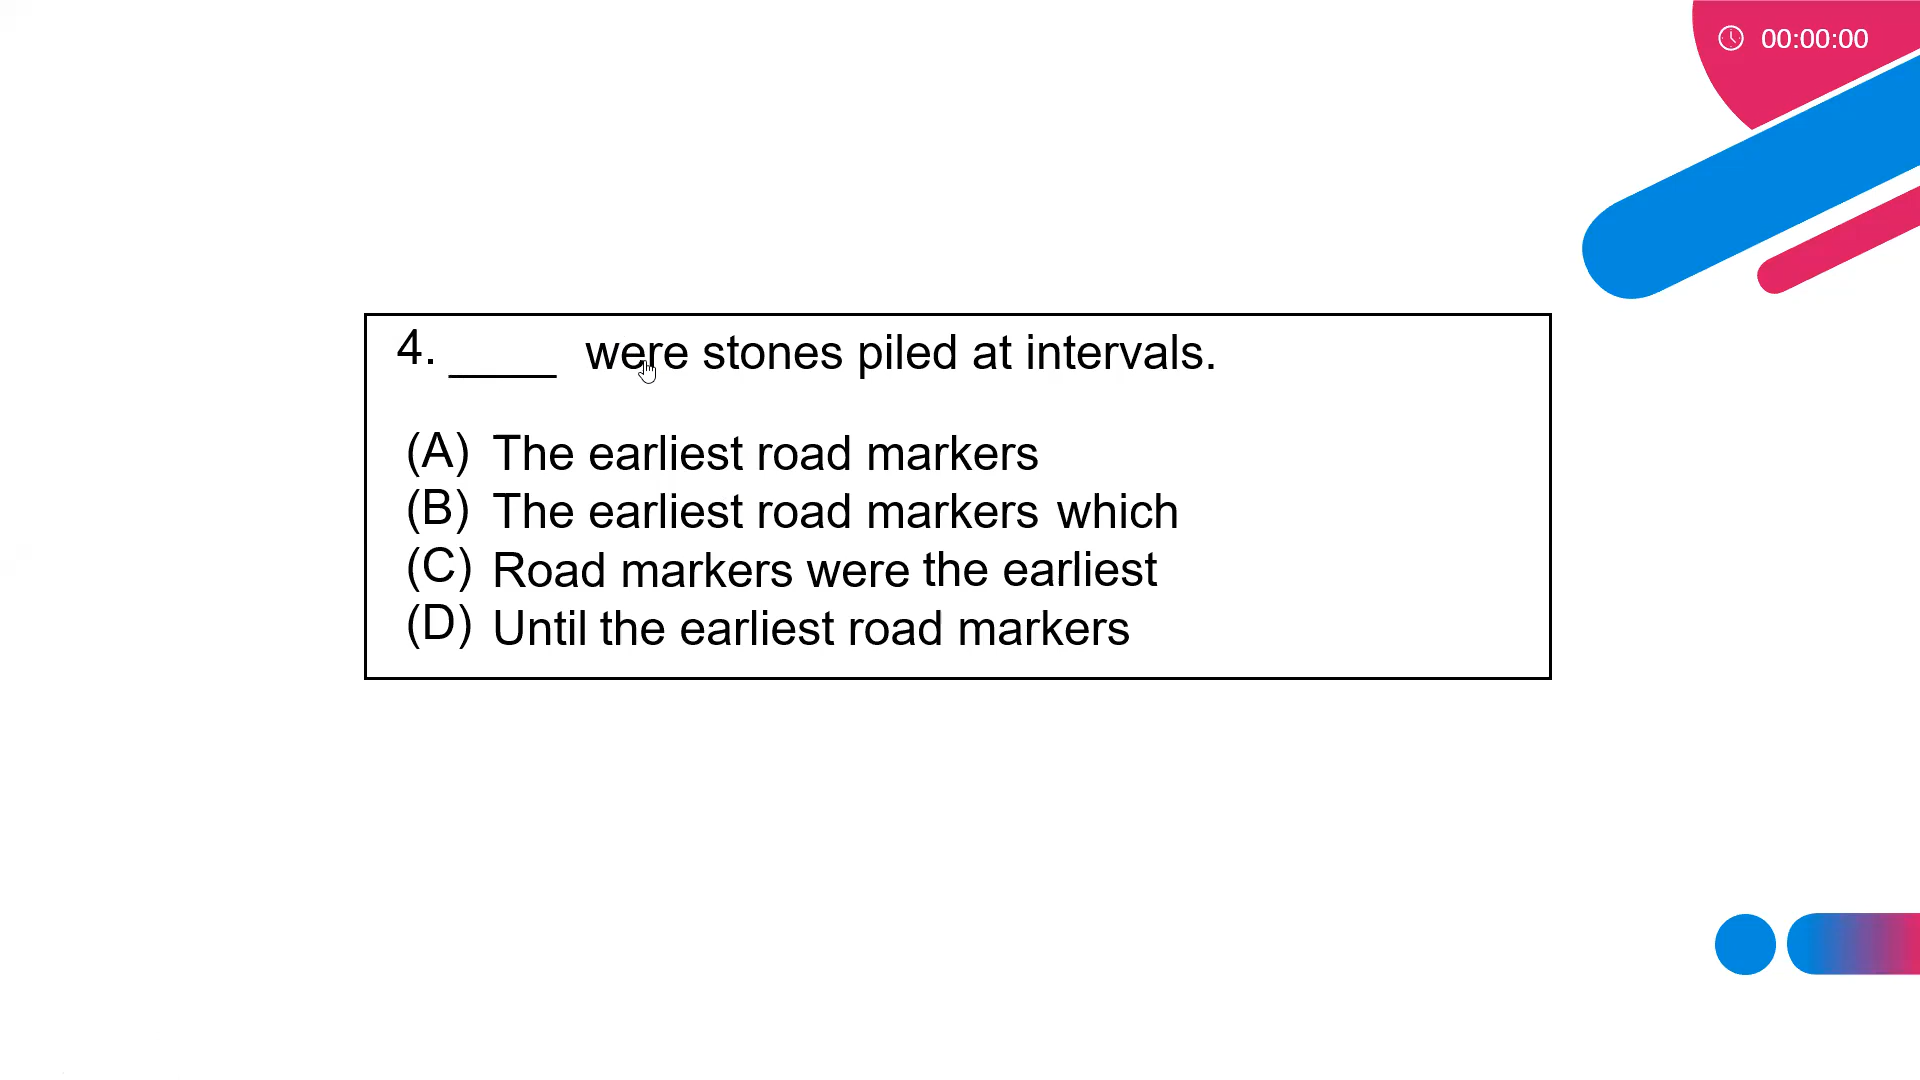 00:00:00
4. ____ were stones piled at intervals.
(A) The earliest road markers
(B) The earliest road markers which
(C) Road markers were the earliest
(D) Until the earliest road markers